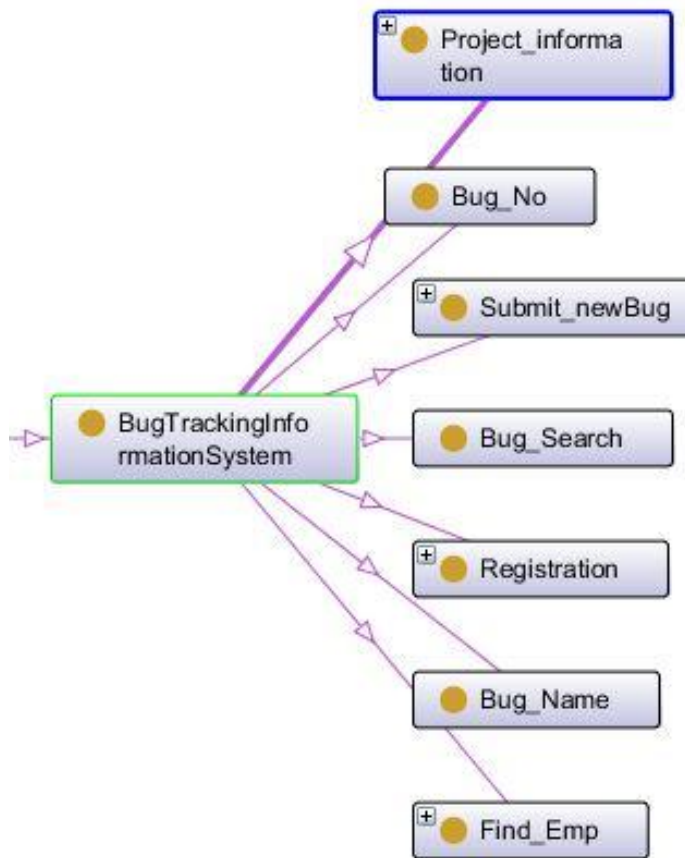 Project_informa
tion
Bug_No
Submit_newBug
BugTrackingInfo
rmationSystem
Bug_Search
Registration
Bug_Name
Find_Emp